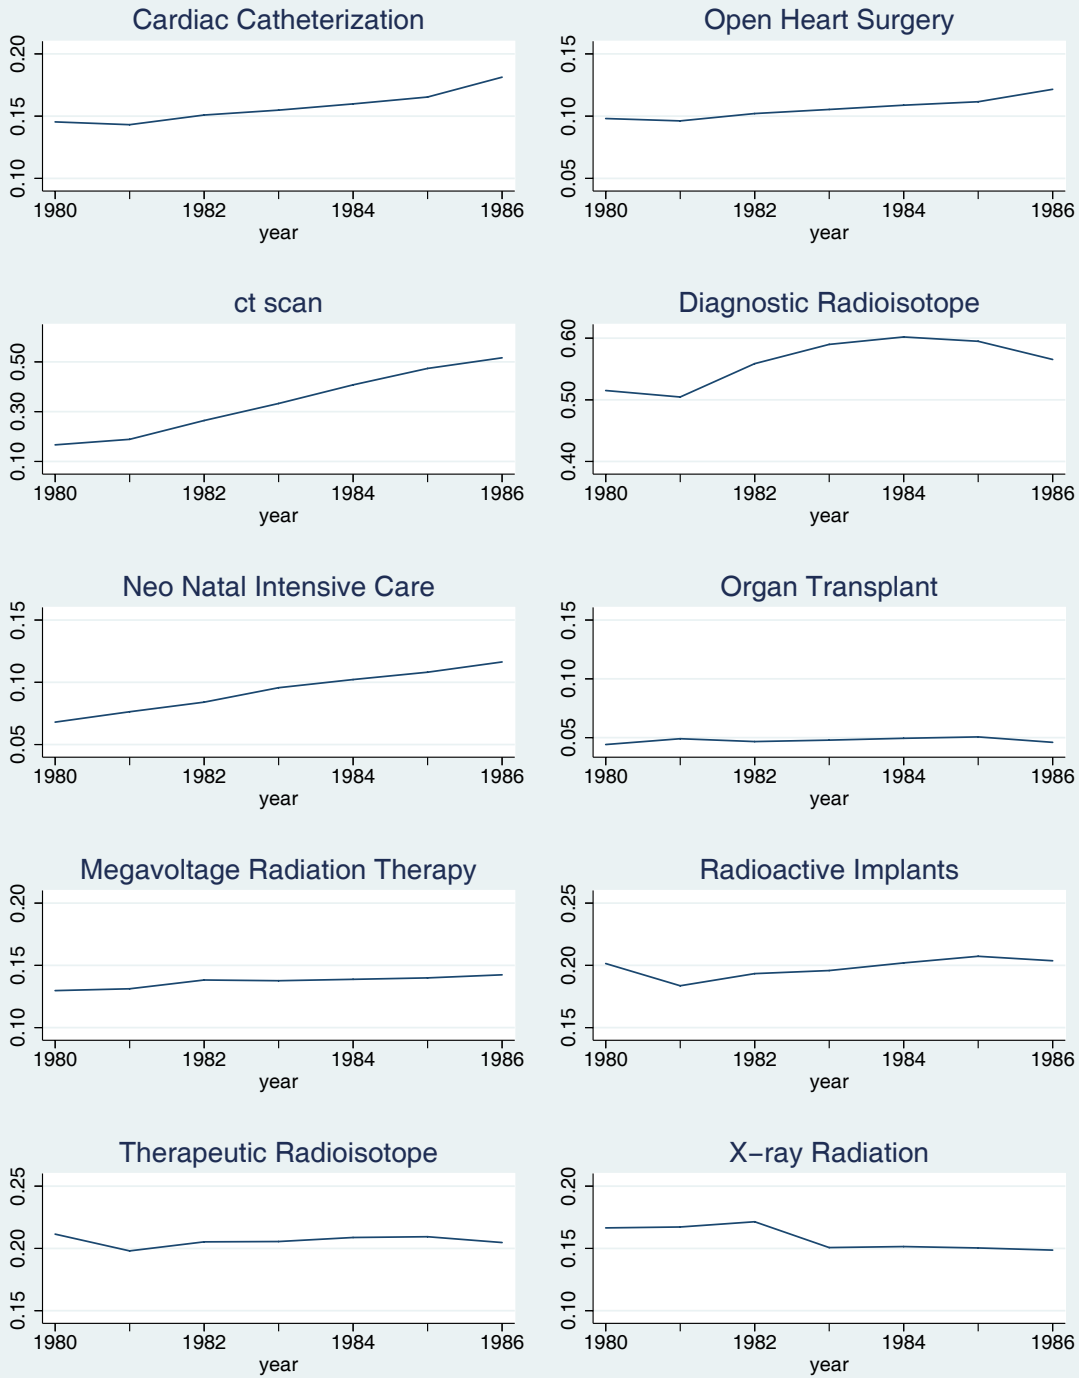 Cardiac Catheterization
0.20
0.15
0.10
1980 1982 1984 1986
year
Open Heart Surgery
0.15
0.10
0.05
1980 1982 1984 1986
year
ct scan
0.50
0.30
0.10
1980 1982 1984 1986
year
Diagnostic Radioisotope
0.60
0.50
0.40
1980 1982 1984 1986
year
Neo Natal Intensive Care
0.15
0.10
0.05
1980 1982 1984 1986
year
Organ Transplant
0.15
0.10
0.05
1980 1982 1984 1986
year
Megavoltage Radiation Therapy
0.20
0.15
0.10
1980 1982 1984 1986
year
Radioactive Implants
0.25
0.20
0.15
1980 1982 1984 1986
year
Therapeutic Radioisotope
0.25
0.20
0.15
1980 1982 1984 1986
year
X−ray Radiation
0.20
0.15
0.10
1980 1982 1984 1986
year